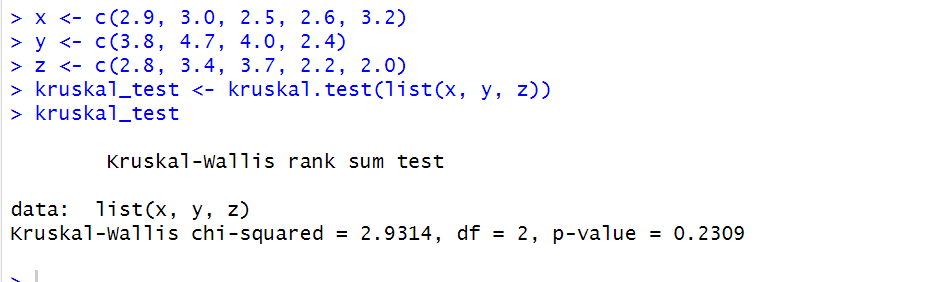 > x <- c(2.9, 3.0, 2.5, 2.6, 3.2)
> y <- c(3.8, 4.7, 4.0, 2.4)
> z <- c(2.8, 3.4, 3.7, 2.2, 2.0)
> kruskal_test <- kruskal.test(list(x, y, z))
> kruskal_test
Kruskal-Wallis rank sum test
data:  list(x, y, z)
Kruskal-Wallis chi-squared = 2.9314, df = 2, p-value = 0.2309
>